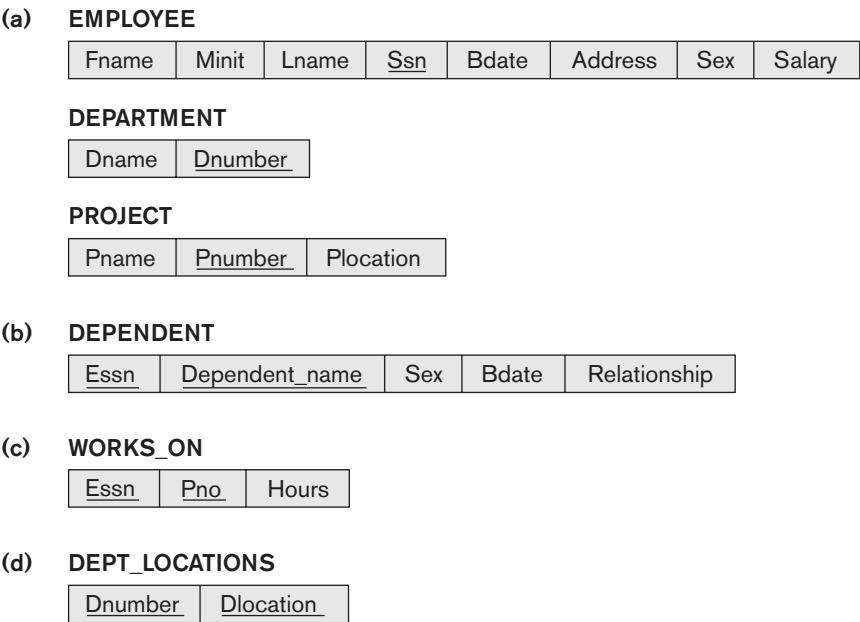 (a) EMPLOYEE
Fname Minit Lname Ssn Bdate Address Sex Salary
DEPARTMENT
Dname Dnumber
PROJECT
Pname Pnumber Plocation
(b) DEPENDENT
Essn Dependent_name Sex Bdate Relationship
(c) WORKS_ON
Essn Pno Hours
(d) DEPT_LOCATIONS
Dnumber Dlocation